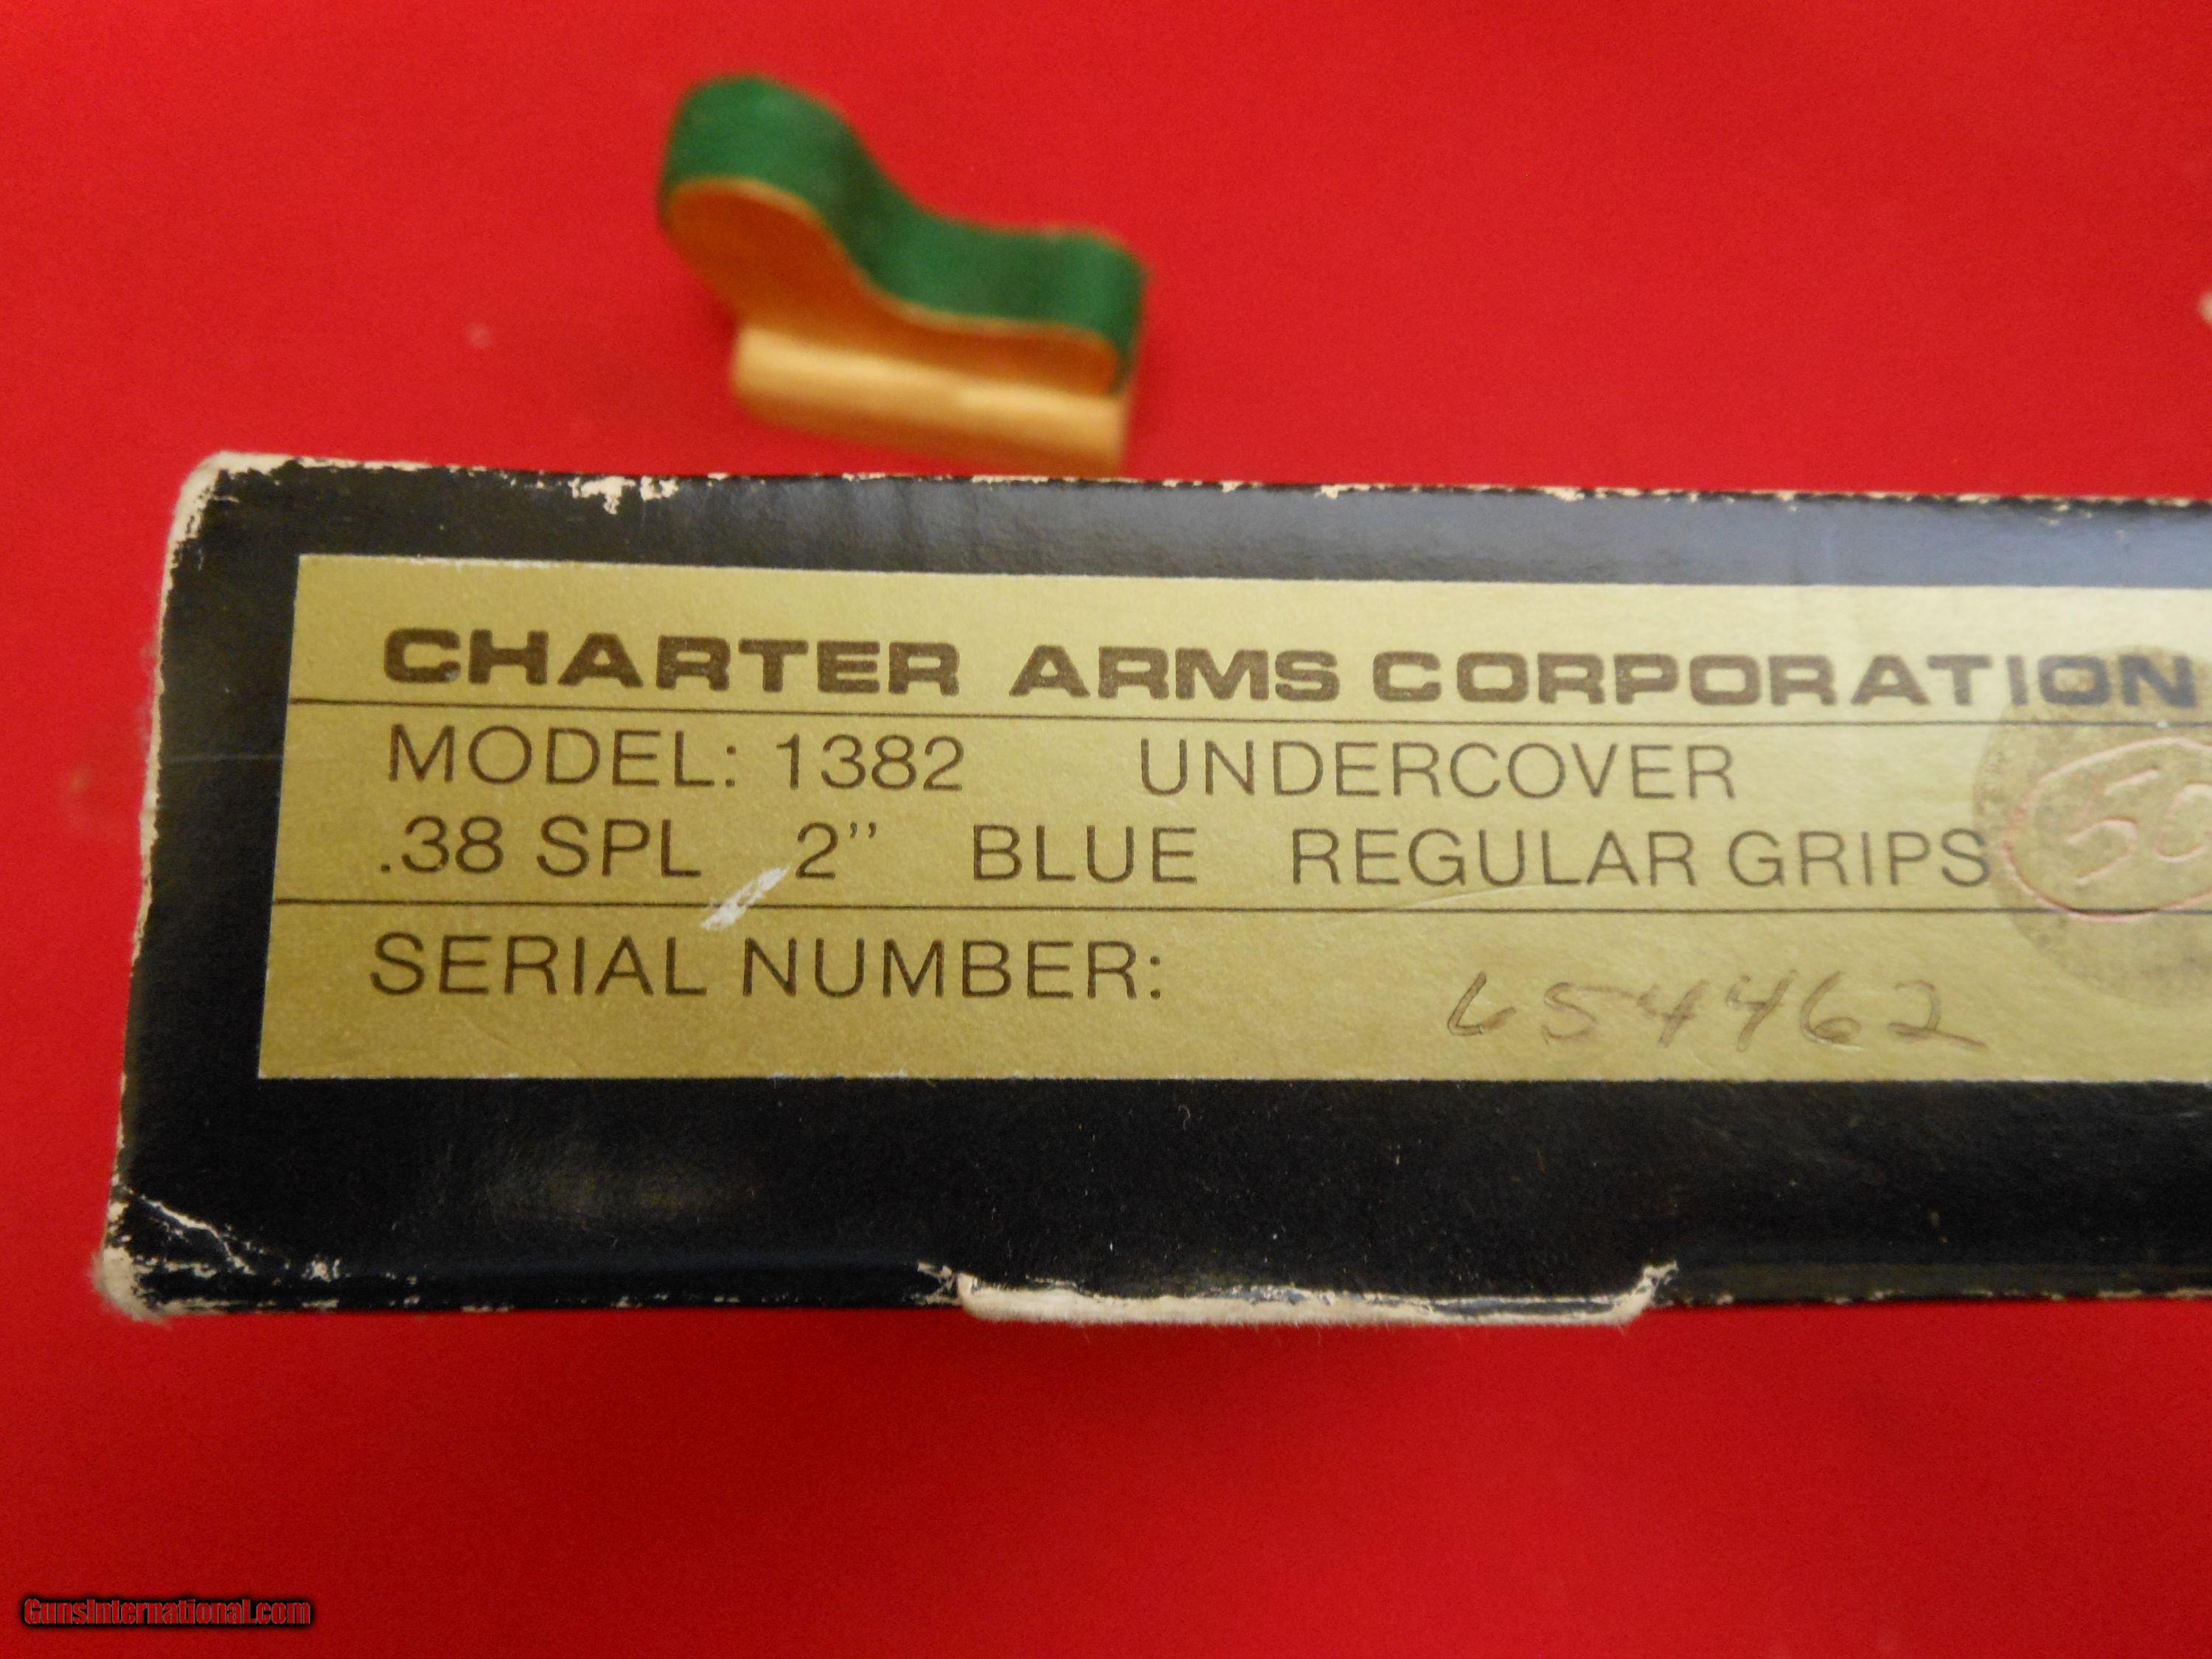 CHARTER ARMS CORPORATION
MODEL: 1382 UNDERCOVER
.38 SPL 2" BLUE REGULAR GRIPS
SERIAL NUMBER: 654462
GunsInternational.com